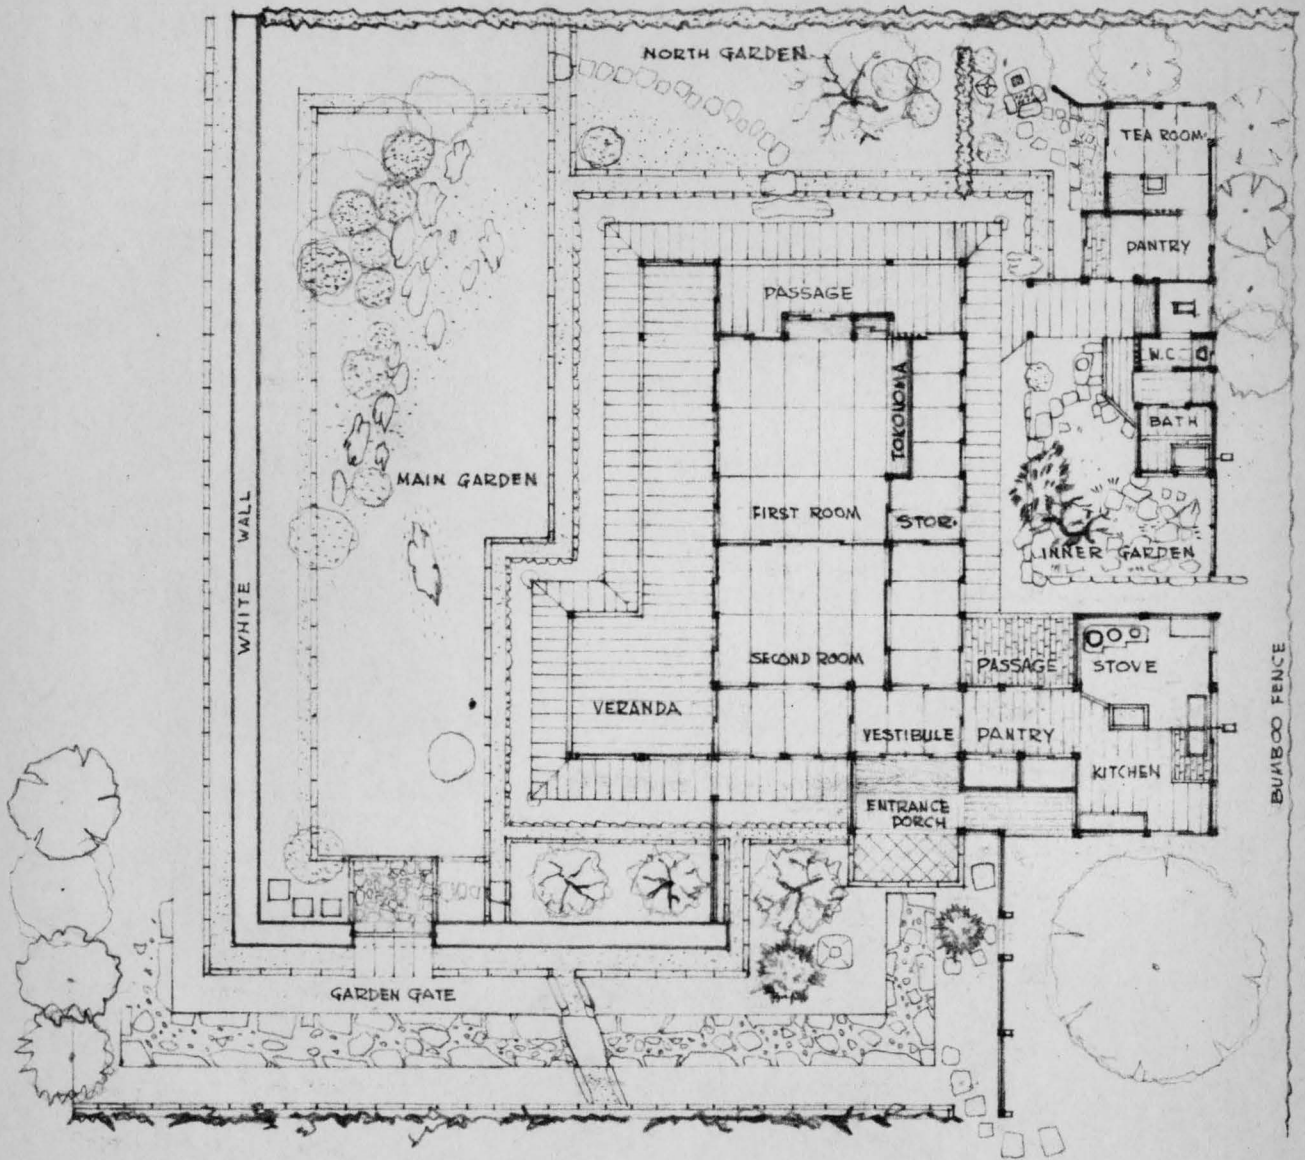 NORTH GARDEN
TEA ROOM
PANTRY
PASSAGE
W.C.
TOKONOMA
BATH
MAIN GARDEN
WHITE WALL
FIRST ROOM
STOR.
INNER GARDEN
SECOND ROOM
PASSAGE
STOVE
BUMBOO FENCE
VERANDA
VESTIBULE
PANTRY
KITCHEN
ENTRANCE
PORCH
GARDEN GATE